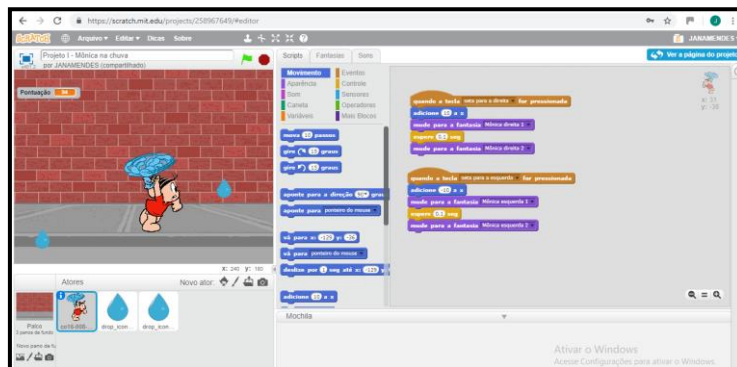 https://scratch.mit.edu/projects/258967649/#editor
SCRATCH Arquivo Editar Dicas Sobre JANAMENDES
Projeto I - Mônica na chuva
por JANAMENDES (compartilhado)
Scripts Fantasias Sons
Ver a página do projeto
Pontuação
Movimento Eventos
Aparência Controle
Som Sensores
Caneta Operadores
Variáveis Mais Blocos
mova 10 passos
gire 15 graus
gire 15 graus
aponte para a direção 90 grau
aponte para ponteiro do mouse
vá para x: -129 y: -36
vá para ponteiro do mouse
deslize por 1 seg até x: -129 y
adicione 10 a x
quando a tecla seta para a direita for pressionada
adicione 10 a x
mude para a fantasia Mônica direita 1
espere 0.1 seg
mude para a fantasia Mônica direita 2
quando a tecla seta para a esquerda for pressionada
adicione -10 a x
mude para a fantasia Mônica esquerda 1
espere 0.1 seg
mude para a fantasia Mônica esquerda 2
X: 240 Y: 180
Atores Novo ator:
Palco
3 panos de fundo
Novo pano de fu
drop_icon...
drop_icon...
Mochila
Ativar o Windows
Acesse Configurações para ativar o Windows.